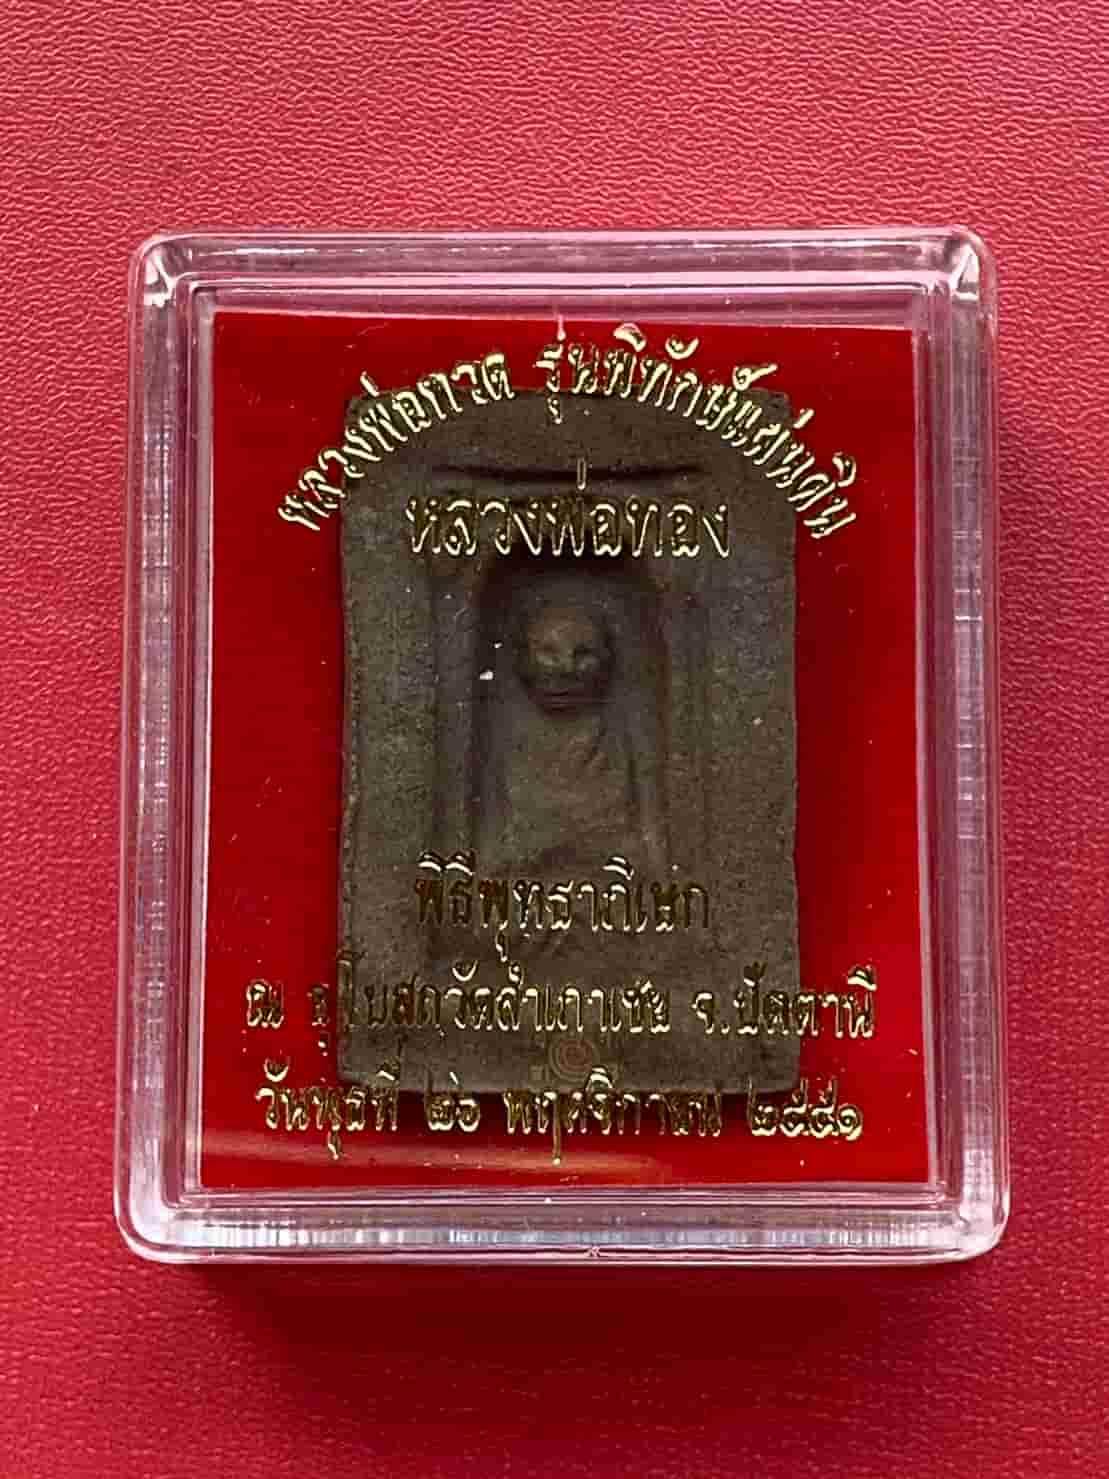 หลวงพ่อทวด รุ่นพิทักษ์แผ่นดิน
หลวงพ่อทอง
พิธีพุทธาภิเษก
ณ อุโบสถวัดสำเภาเชย จ.ปัตตานี
วันพุธที่ ๒๖ พฤศจิกายน ๒๕๕๑